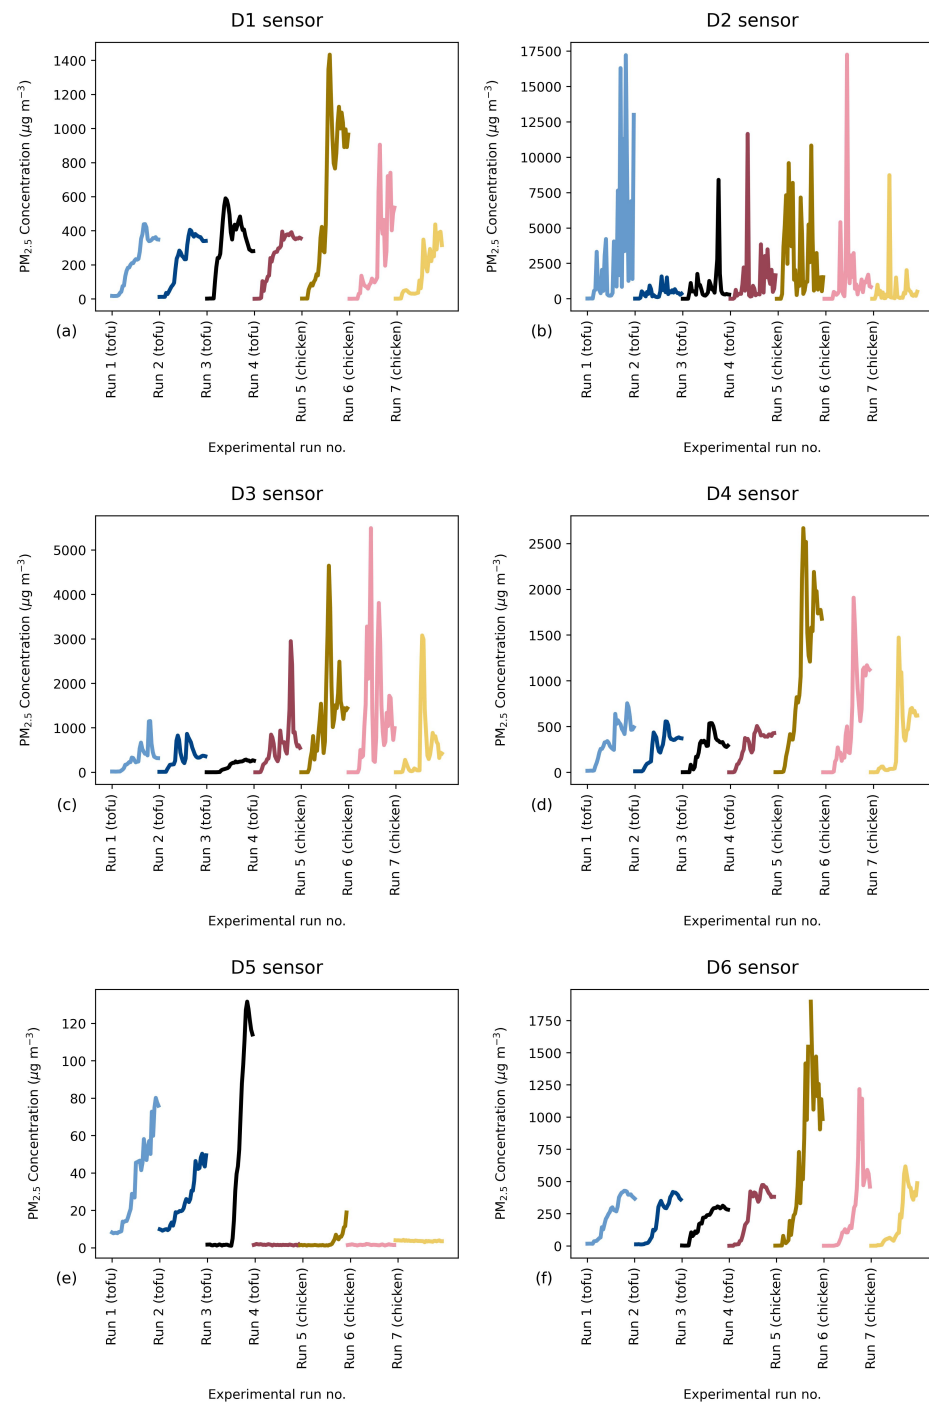 D1 sensor
PM2.5 Concentration (μg m−3)
1400
1200
1000
800
600
400
200
0
Run 1 (tofu)
Run 2 (tofu)
Run 3 (tofu)
Run 4 (tofu)
Run 5 (chicken)
Run 6 (chicken)
Run 7 (chicken)
(a)
Experimental run no.
D2 sensor
PM2.5 Concentration (μg m−3)
17500
15000
12500
10000
7500
5000
2500
0
Run 1 (tofu)
Run 2 (tofu)
Run 3 (tofu)
Run 4 (tofu)
Run 5 (chicken)
Run 6 (chicken)
Run 7 (chicken)
(b)
Experimental run no.
D3 sensor
PM2.5 Concentration (μg m−3)
5000
4000
3000
2000
1000
0
Run 1 (tofu)
Run 2 (tofu)
Run 3 (tofu)
Run 4 (tofu)
Run 5 (chicken)
Run 6 (chicken)
Run 7 (chicken)
(c)
Experimental run no.
D4 sensor
PM2.5 Concentration (μg m−3)
2500
2000
1500
1000
500
0
Run 1 (tofu)
Run 2 (tofu)
Run 3 (tofu)
Run 4 (tofu)
Run 5 (chicken)
Run 6 (chicken)
Run 7 (chicken)
(d)
Experimental run no.
D5 sensor
PM2.5 Concentration (μg m−3)
120
100
80
60
40
20
0
Run 1 (tofu)
Run 2 (tofu)
Run 3 (tofu)
Run 4 (tofu)
Run 5 (chicken)
Run 6 (chicken)
Run 7 (chicken)
(e)
Experimental run no.
D6 sensor
PM2.5 Concentration (μg m−3)
1750
1500
1250
1000
750
500
250
0
Run 1 (tofu)
Run 2 (tofu)
Run 3 (tofu)
Run 4 (tofu)
Run 5 (chicken)
Run 6 (chicken)
Run 7 (chicken)
(f)
Experimental run no.